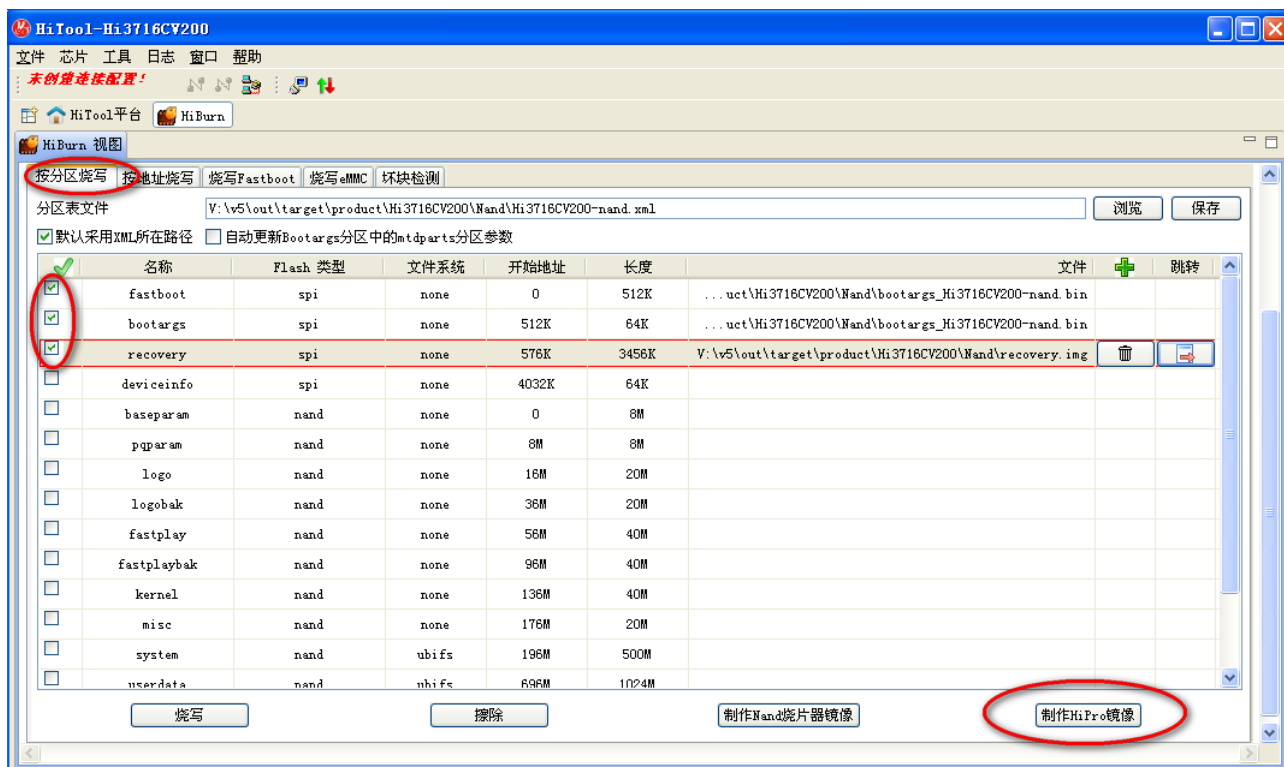 HiTool-Hi3716CV200
文件 芯片 工具 日志 窗口 帮助
未创建连接配置!
HiTool平台 HiBurn
HiBurn 视图
按分区烧写 按地址烧写 烧写Fastboot 烧写eMMC 坏块检测
分区表文件 V:\v5\out\target\product\Hi3716CV200\Nand\Hi3716CV200-nand.xml 浏览 保存
默认采用XML所在路径 自动更新Bootargs分区中的mtdparts分区参数
名称 Flash 类型 文件系统 开始地址 长度 文件 跳转
fastboot spi none 0 512K ...uct\Hi3716CV200\Nand\bootargs_Hi3716CV200-nand.bin
bootargs spi none 512K 64K ...uct\Hi3716CV200\Nand\bootargs_Hi3716CV200-nand.bin
recovery spi none 576K 3456K V:\v5\out\target\product\Hi3716CV200\Nand\recovery.img
deviceinfo spi none 4032K 64K
baseparam nand none 0 8M
pqparam nand none 8M 8M
logo nand none 16M 20M
logobak nand none 36M 20M
fastplay nand none 56M 40M
fastplaybak nand none 96M 40M
kernel nand none 136M 40M
misc nand none 176M 20M
system nand ubifs 196M 500M
userdata nand ubifs 696M 1024M
烧写 擦除 制作Nand烧片器镜像 制作HiPro镜像